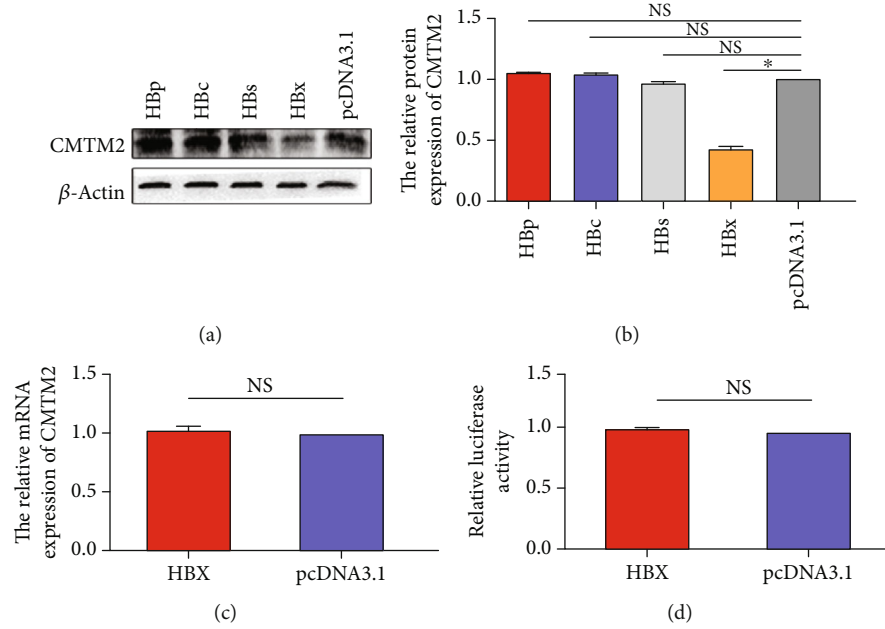 HBp
HBc
HBs
HBx
pcDNA3.1
CMTM2
β-Actin
(a)
The relative protein
expression of CMTM2
1.5
1.0
0.5
0.0
NS
NS
NS
*
HBp
HBc
HBs
HBx
pcDNA3.1
(b)
The relative mRNA
expression of CMTM2
1.5
1.0
0.5
0.0
NS
HBX
pcDNA3.1
(c)
Relative luciferase
activity
1.5
1.0
0.5
0.0
NS
HBX
pcDNA3.1
(d)